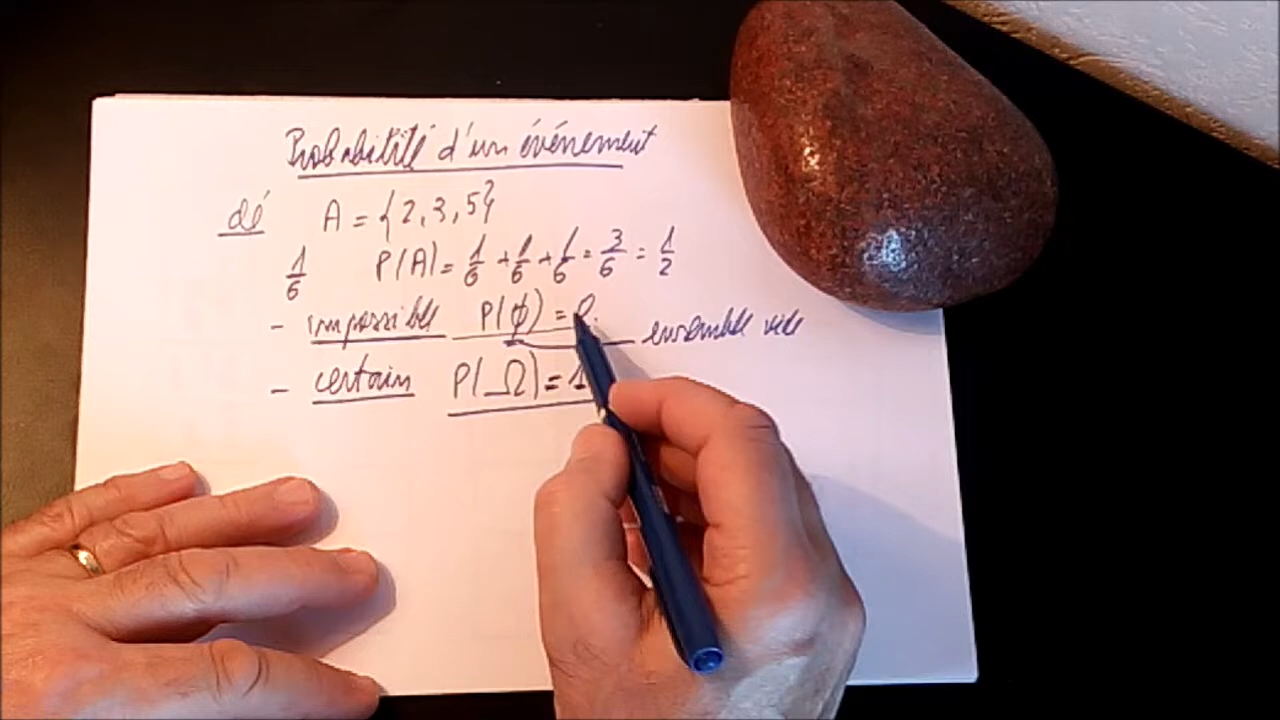 Probabilité d'un événement
dé A = {2, 3, 5}
1/6 P(A) = 1/6 + 1/6 + 1/6 = 3/6 = 1/2
- impossible P(ϕ) = 0. ensemble vide
- certain P(Ω) = 1